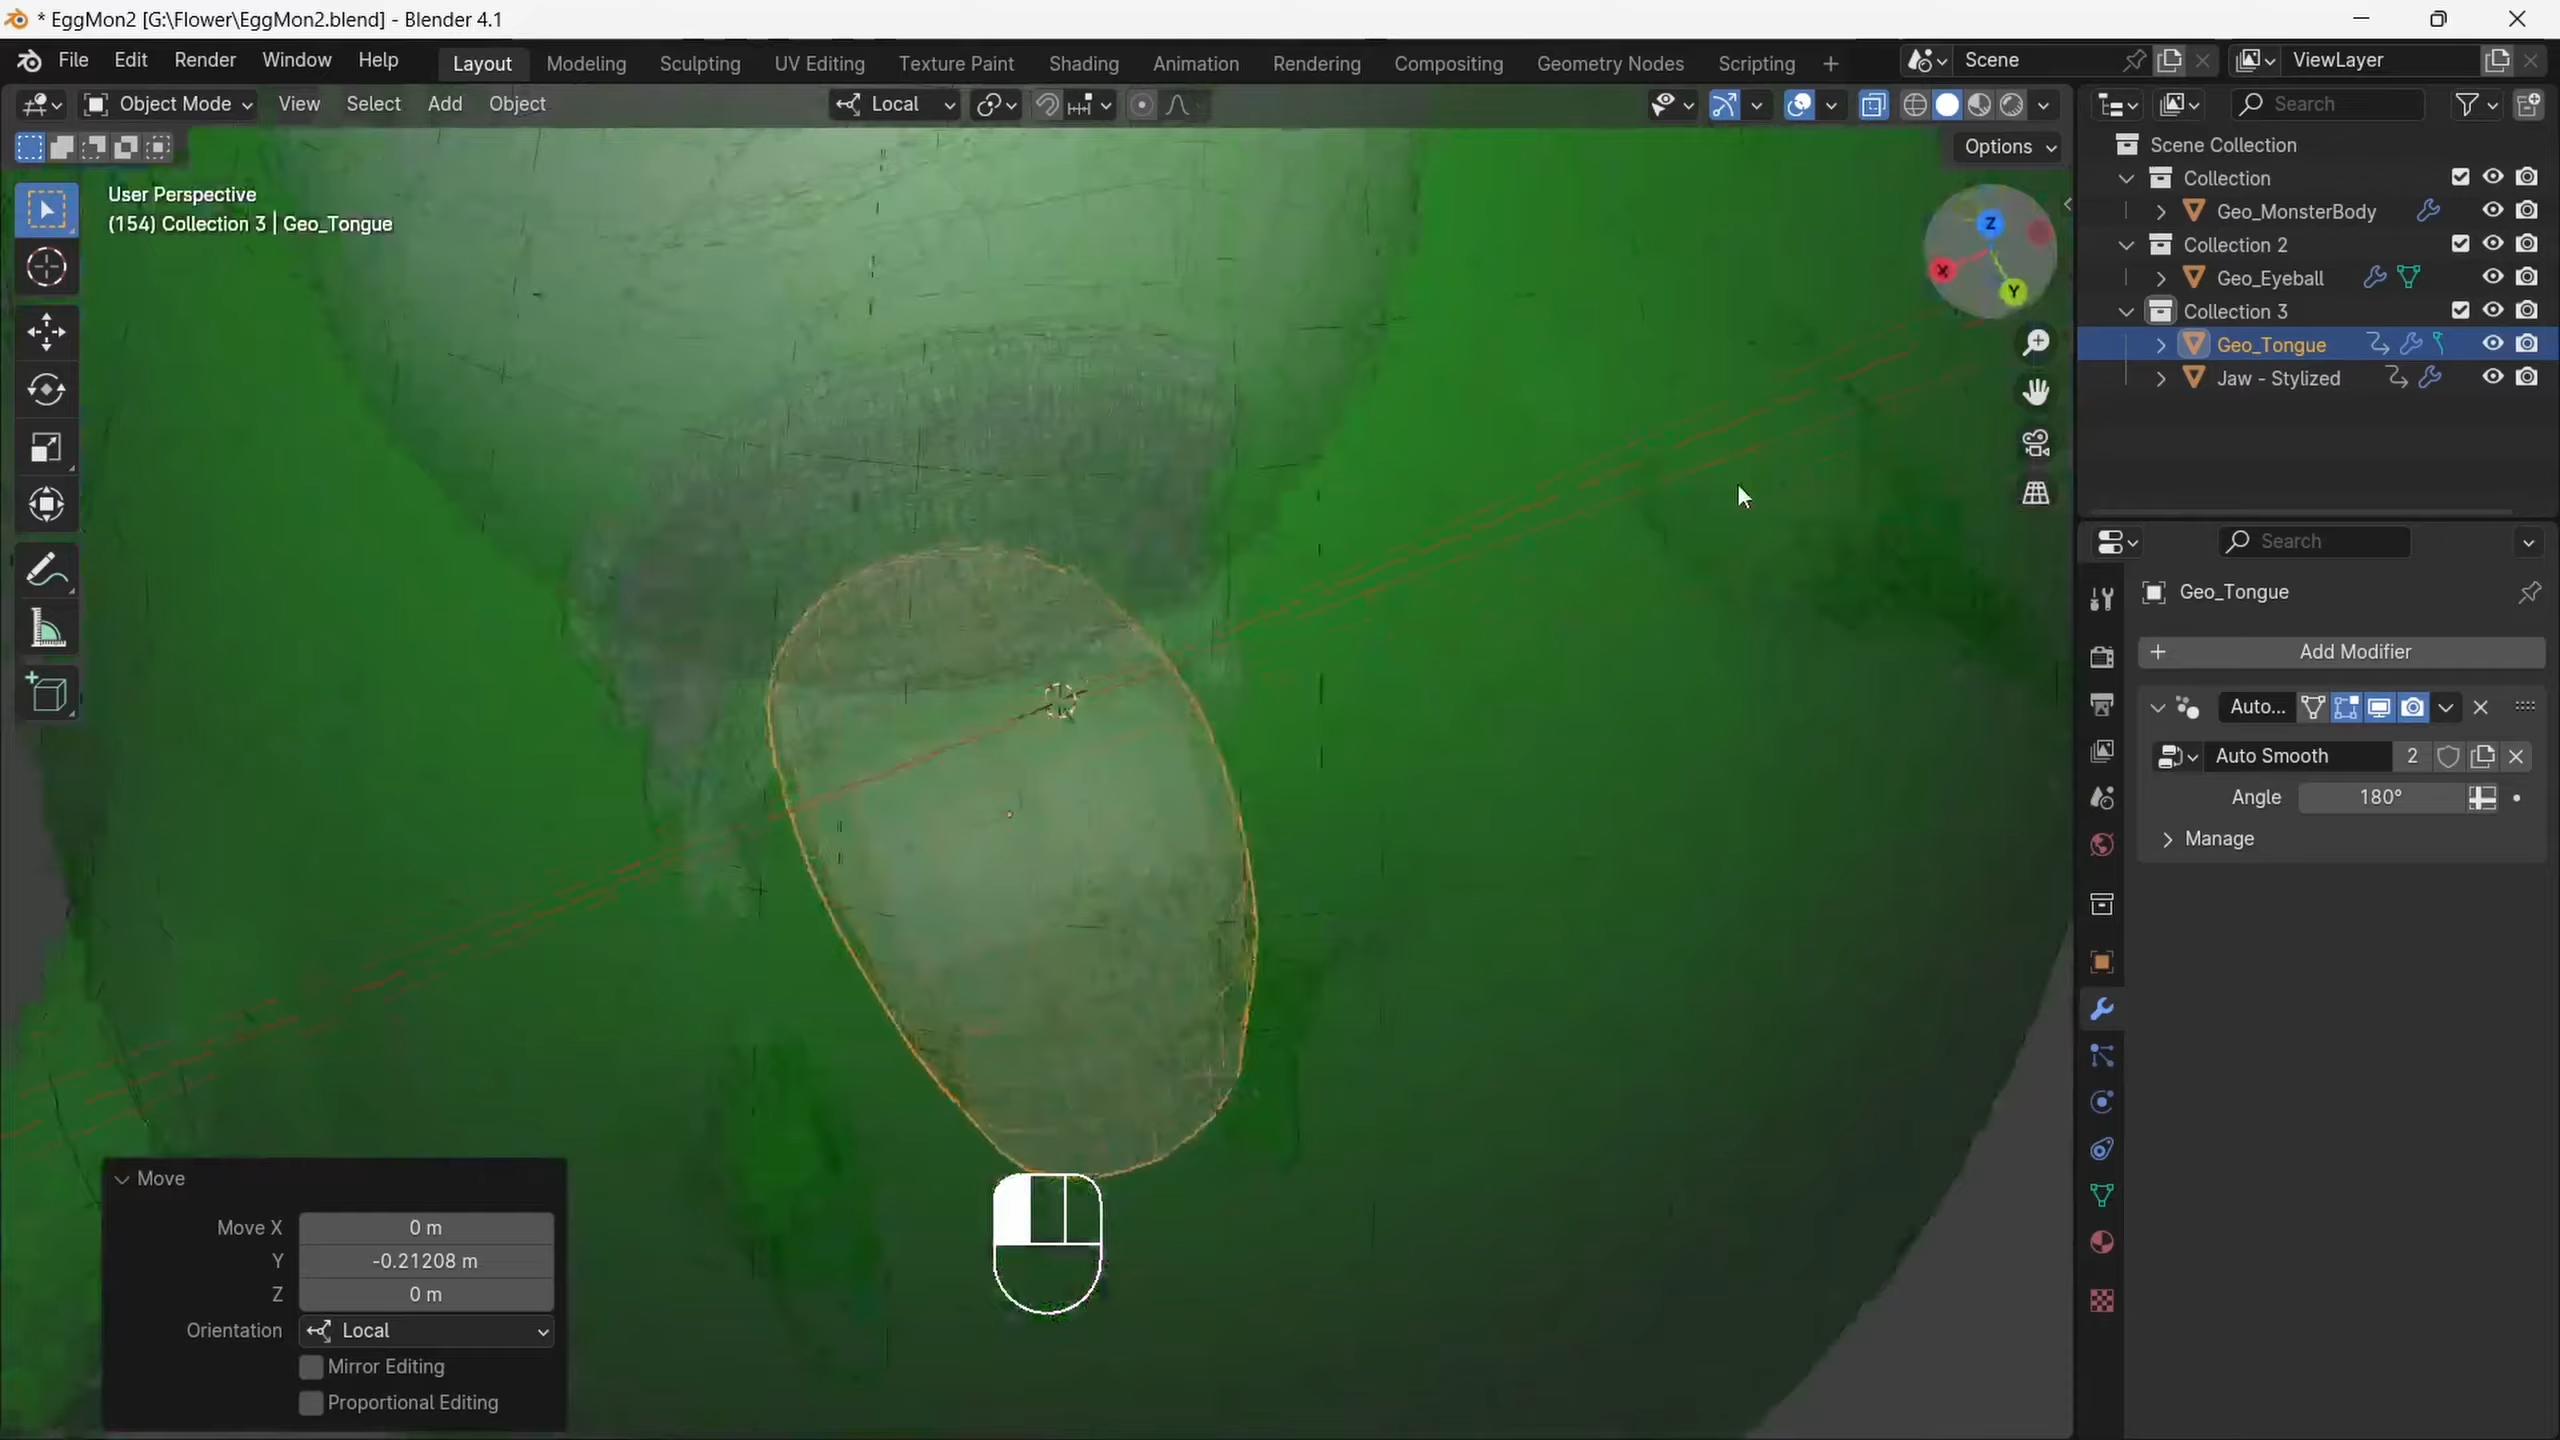 * EggMon2 [G:\Flower\EggMon2.blend] - Blender 4.1
File Edit Render Window Help Layout Modeling Sculpting UV Editing Texture Paint Shading Animation Rendering Compositing Geometry Nodes Scripting + Scene ViewLayer
Object Mode View Select Add Object Local Search
Options
User Perspective
(154) Collection 3 | Geo_Tongue
Z
X
Y
Scene Collection
Collection
Geo_MonsterBody
Collection 2
Geo_Eyeball
Collection 3
Geo_Tongue
Jaw - Stylized
Search
Geo_Tongue
+ Add Modifier
Auto...
Auto Smooth 2
Angle 180°
Manage
Move
Move X 0 m
Y -0.21208 m
Z 0 m
Orientation Local
Mirror Editing
Proportional Editing